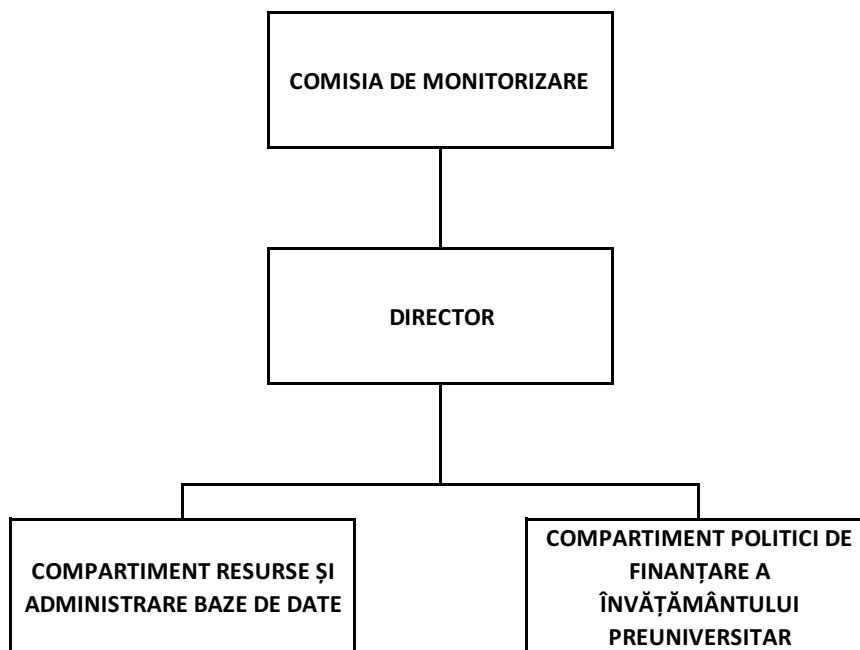 COMISIA DE MONITORIZARE
DIRECTOR
COMPARTIMENT RESURSE ȘI
ADMINISTRARE BAZE DE DATE
COMPARTIMENT POLITICI DE
FINANȚARE A
ÎNVĂȚĂMÂNTULUI
PREUNIVERSITAR